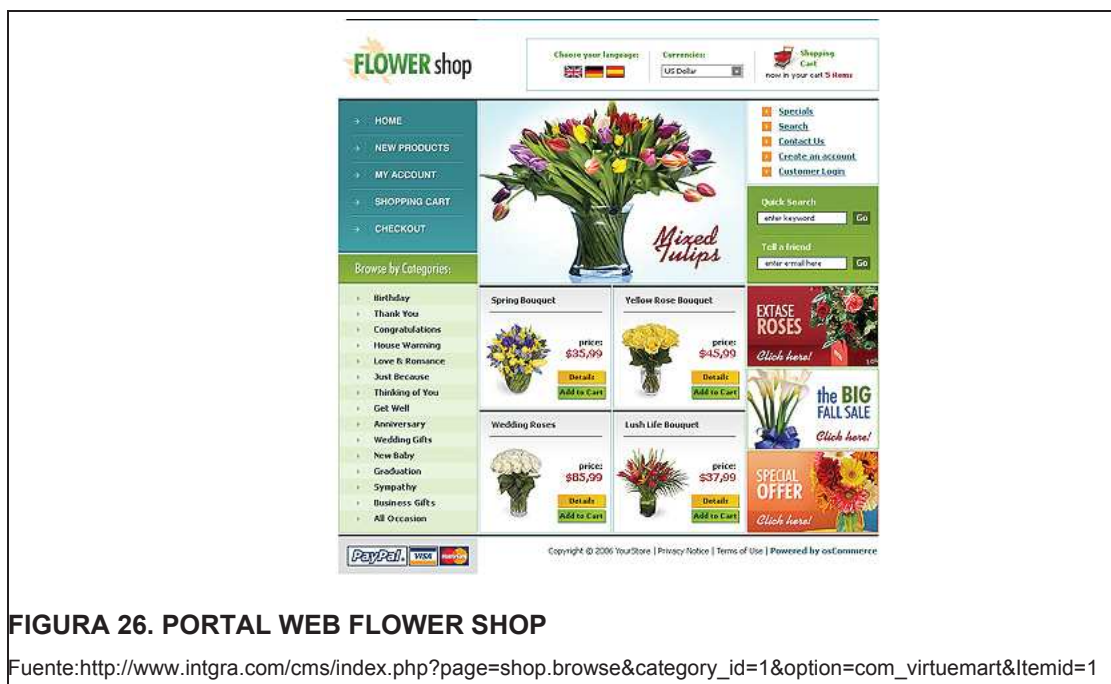 FLOWER shop
Choose your language:
Currencies:
US Dollar
Shopping
Cart
now in your cart 5 items
HOME
NEW PRODUCTS
MY ACCOUNT
SHOPPING CART
CHECKOUT
Mixed
Tulips
Specials
Search
Contact Us
Create an account
Customer Login
Quick Search
enter keyword Go
Tell a friend
enter e-mail here Go
Browse by Categories:
Birthday
Thank You
Congratulations
House Warming
Love & Romance
Just Because
Thinking of You
Get Well
Anniversary
Wedding Gifts
New Baby
Graduation
Sympathy
Business Gifts
All Occasion
Spring Bouquet
price:
$35,99
Details
Add to Cart
Yellow Rose Bouquet
price:
$45,99
Details
Add to Cart
Wedding Roses
price:
$85,99
Details
Add to Cart
Lush Life Bouquet
price:
$37,99
Details
Add to Cart
EXTASE
ROSES
Click here!
the BIG
FALL SALE
Click here!
SPECIAL
OFFER
Click here!
PayPal. VISA
Copyright © 2006 YourStore | Privacy Notice | Terms of Use | Powered by osCommerce
FIGURA 26. PORTAL WEB FLOWER SHOP
Fuente:http://www.intgra.com/cms/index.php?page=shop.browse&category_id=1&option=com_virtuemart&Itemid=1